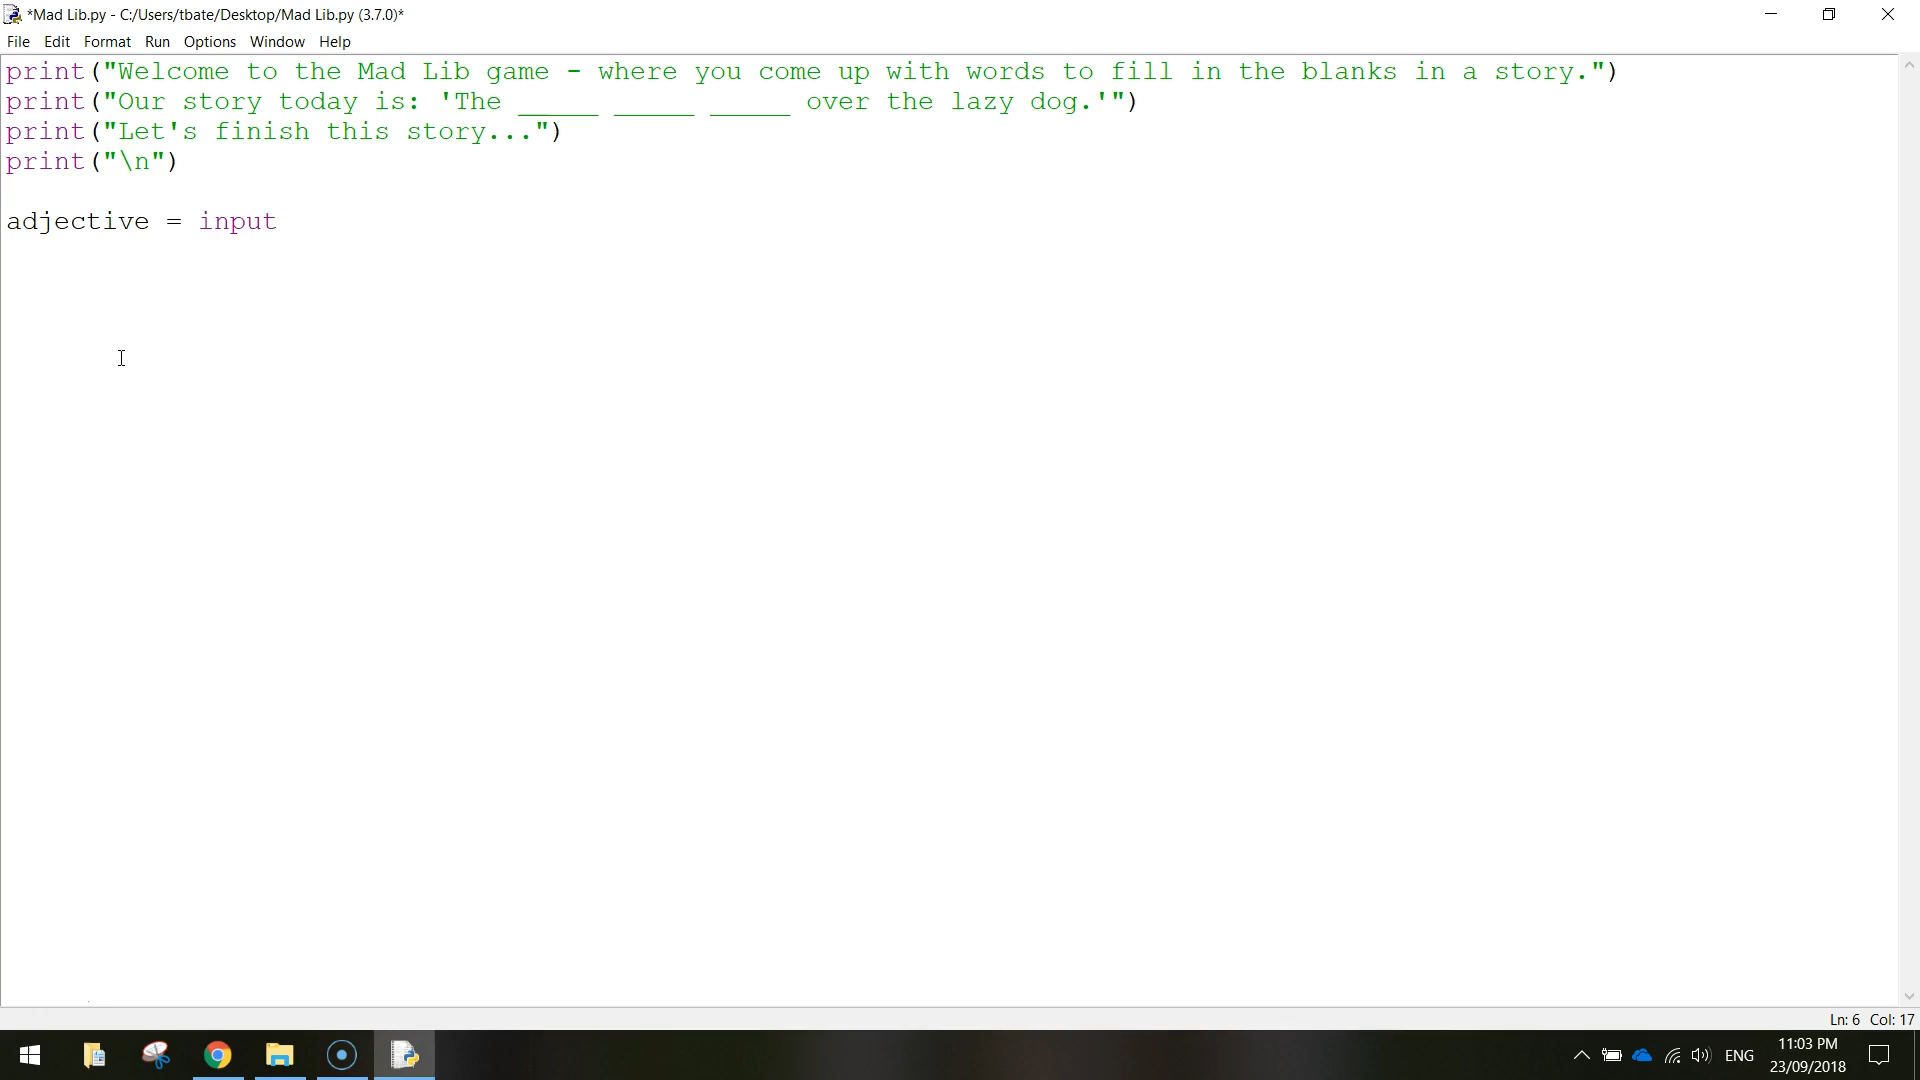 *Mad Lib.py - C:/Users/tbate/Desktop/Mad Lib.py (3.7.0)*
File Edit Format Run Options Window Help
print("Welcome to the Mad Lib game - where you come up with words to fill in the blanks in a story.")
print("Our story today is: 'The _____ _____ _____ over the lazy dog.'")
print("Let's finish this story...")
print("\n")
adjective = input
Ln: 6 Col: 17
ENG
11:03 PM
23/09/2018